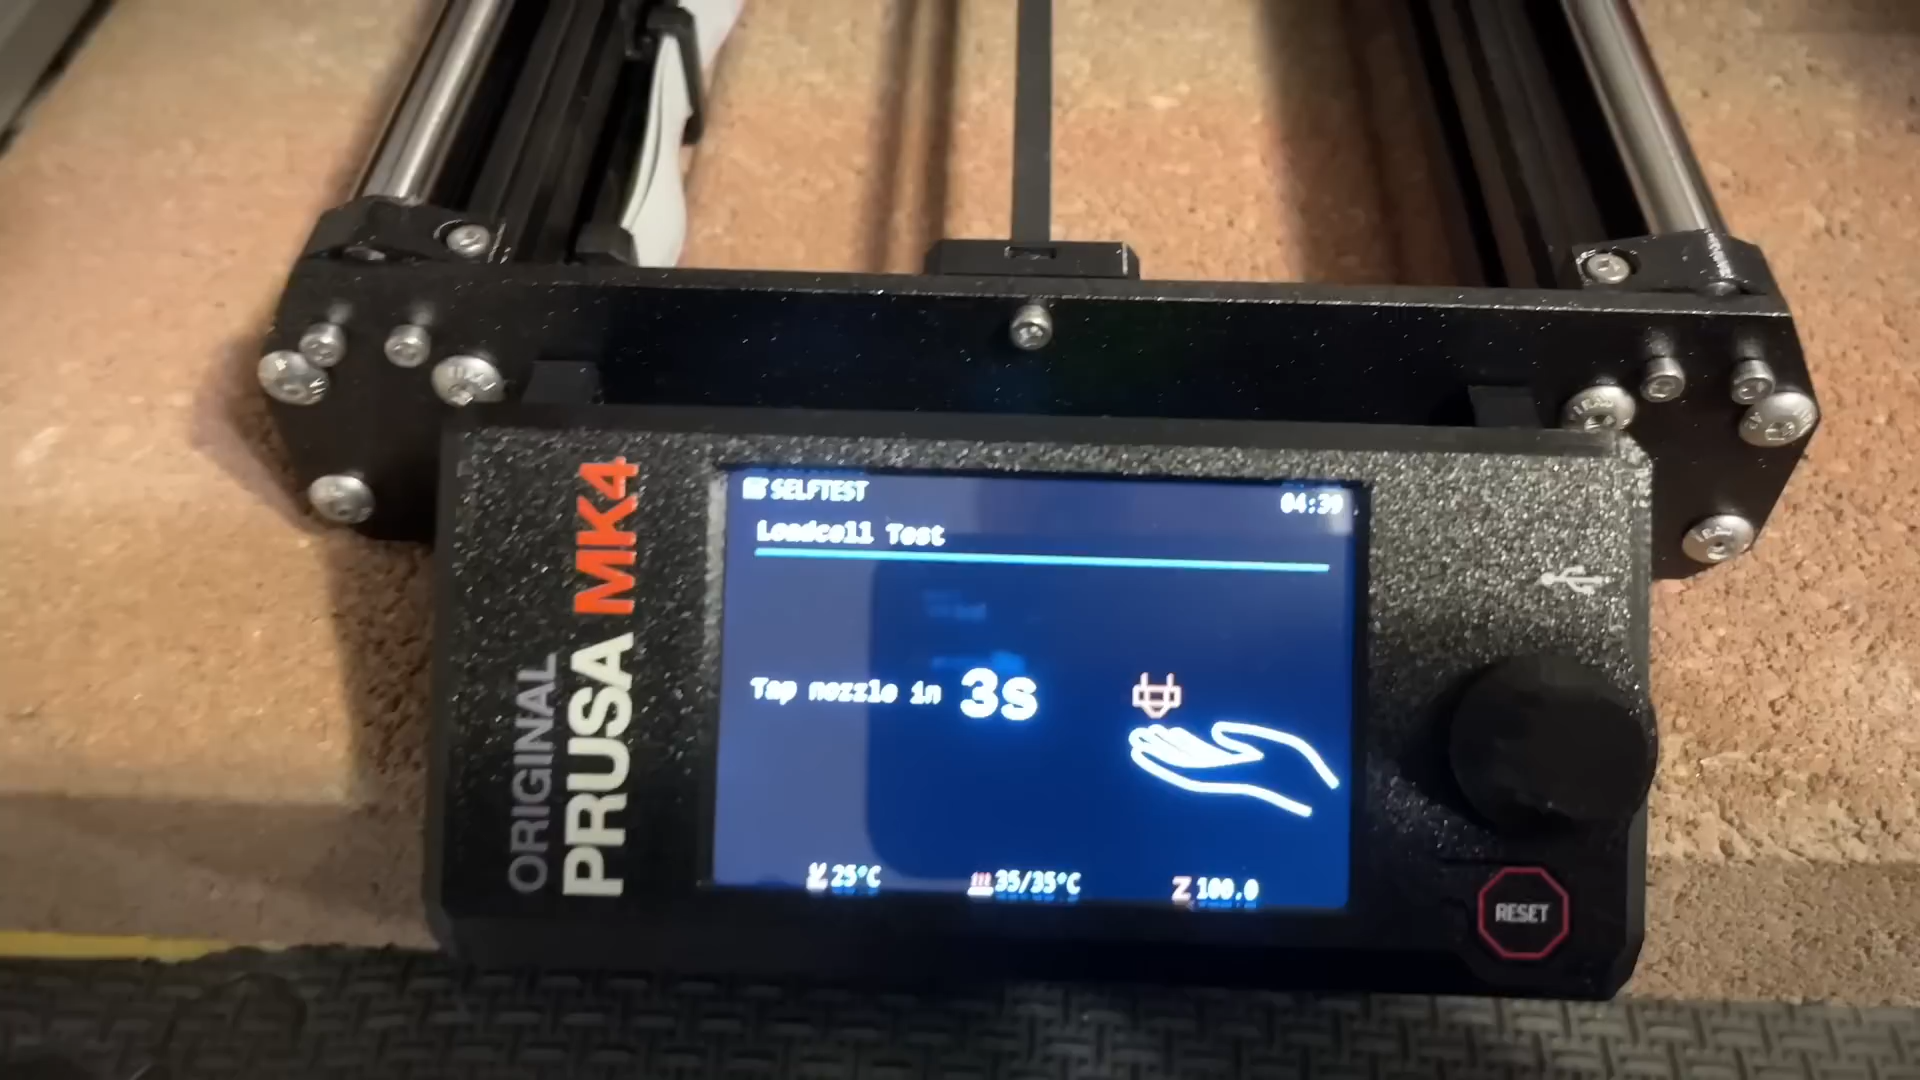 ORIGINAL
PRUSA MK4
SELFTEST
04:39
Loadcell Test
Tap nozzle in 3s
25°C
35/35°C
Z 100.0
RESET